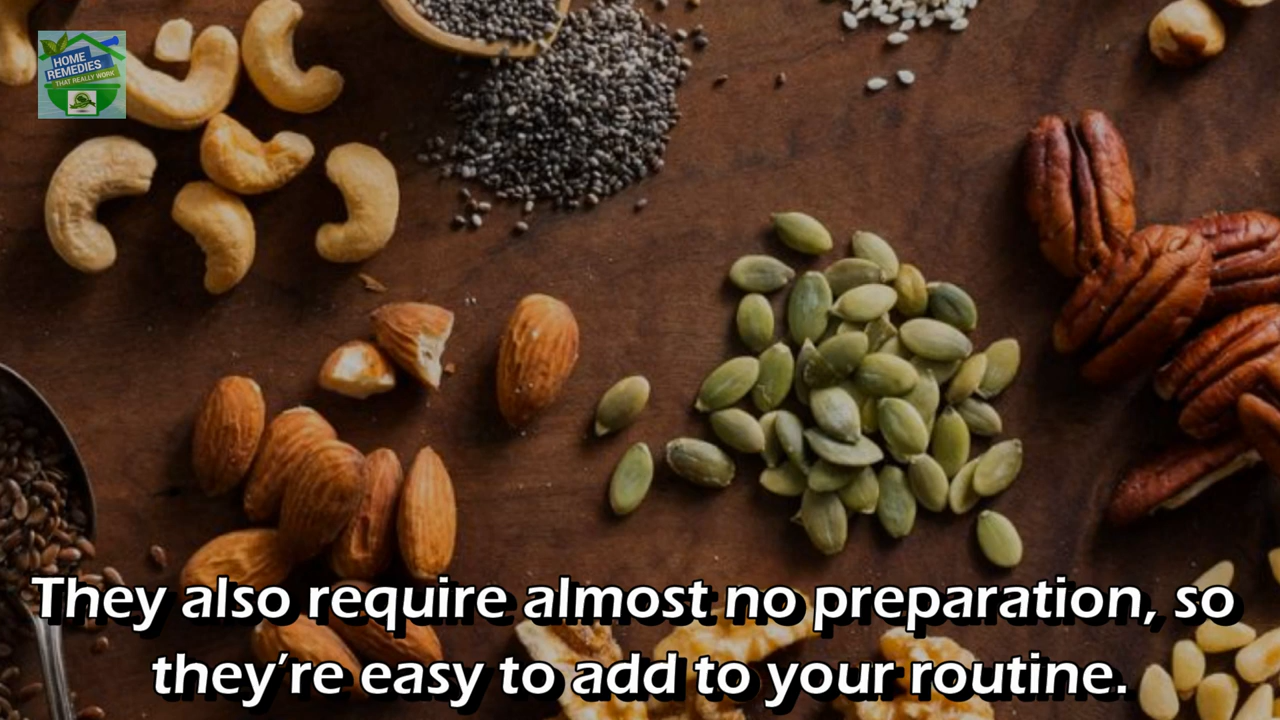 HOME
REMEDIES
THAT REALLY WORK
They also require almost no preparation, so
they're easy to add to your routine.